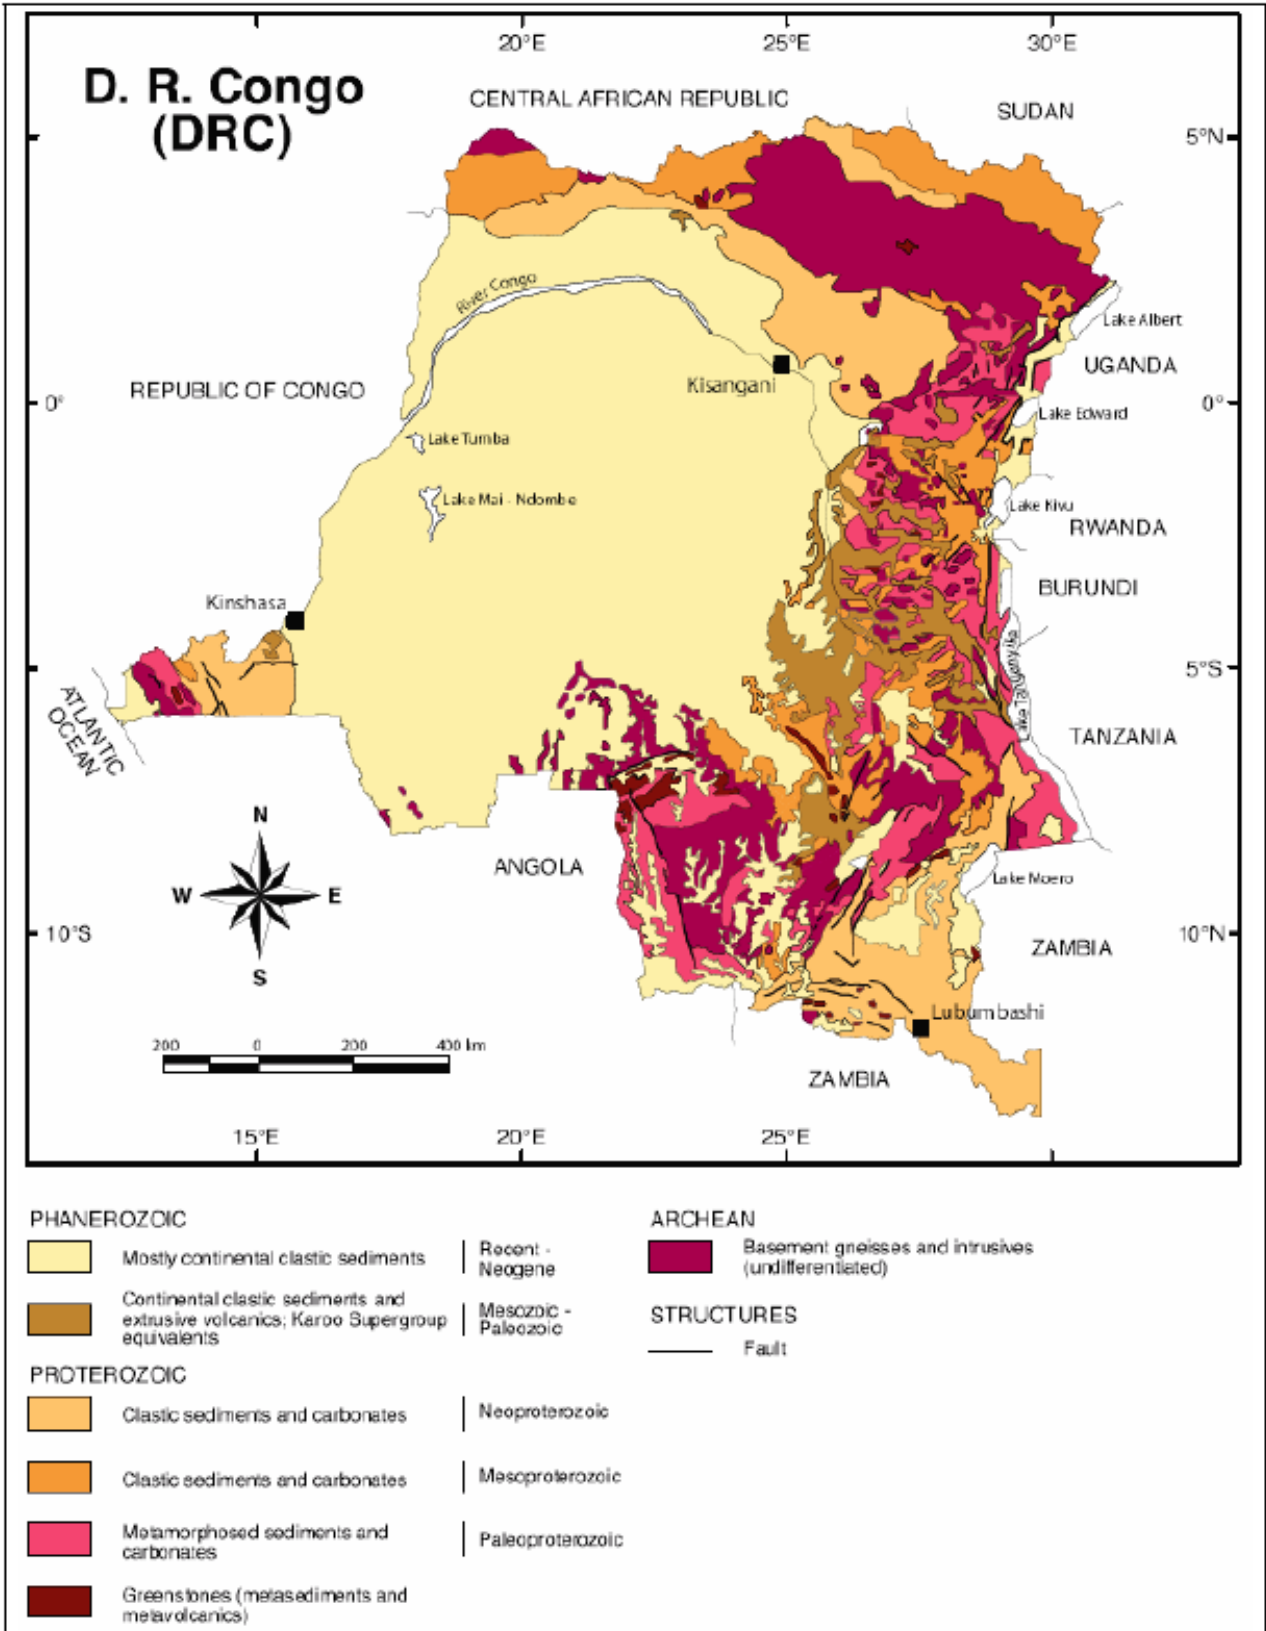 20°E 25°E 30°E
D. R. Congo
(DRC)
CENTRAL AFRICAN REPUBLIC
SUDAN
5°N
5°N
River Congo
Lake Albert
UGANDA
Kisangani
REPUBLIC OF CONGO
0°
0°
Lake Edward
Lake Tumba
Lake Mai - Ndombe
Lake Kivu
RWANDA
BURUNDI
Kinshasa
Lake Tanganyika
5°S
5°S
ATLANTIC
OCEAN
TANZANIA
N
W E
S
ANGOLA
Lake Moero
10°S
10°N
ZAMBIA
Lubumbashi
200 0 200 400 km
ZAMBIA
15°E 20°E 25°E
PHANEROZOIC
Mostly continental clastic sediments
Recent -
Neogene
Continental clastic sediments and
extrusive volcanics; Karoo Supergroup
equivalents
Mesozoic -
Paleozoic
PROTEROZOIC
Clastic sediments and carbonates
Neoproterozoic
Clastic sediments and carbonates
Mesoproterozoic
Metamorphosed sediments and
carbonates
Paleoproterozoic
Greenstones (metasediments and
metavolcanics)
ARCHEAN
Basement gneisses and intrusives
(undifferentiated)
STRUCTURES
Fault